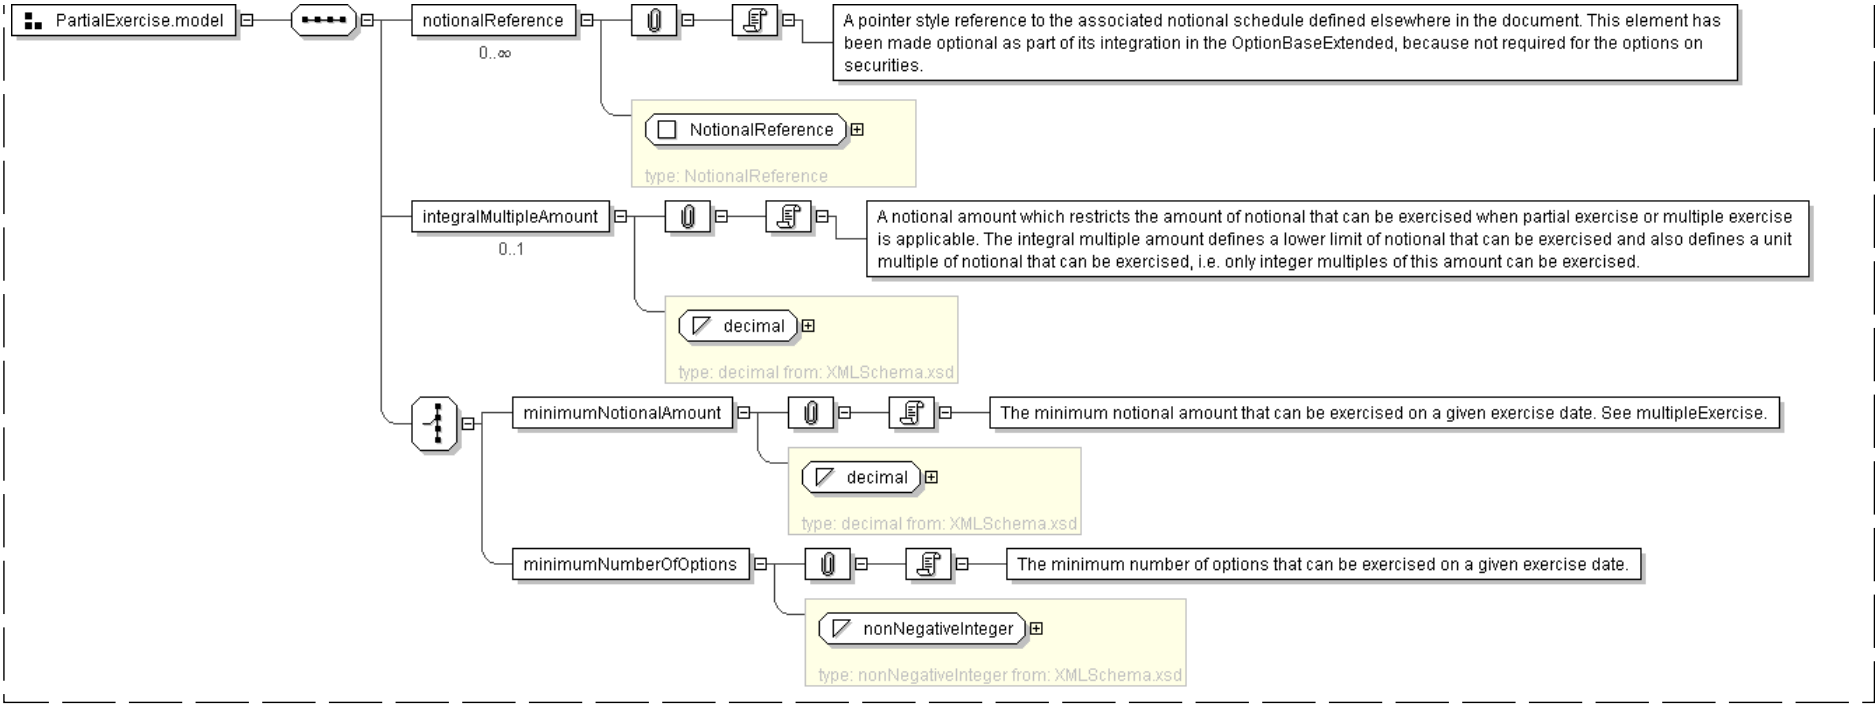 PartialExercise.model
notionalReference
0..∞
A pointer style reference to the associated notional schedule defined elsewhere in the document. This element has
been made optional as part of its integration in the OptionBaseExtended, because not required for the options on
securities.
NotionalReference
type: NotionalReference
integralMultipleAmount
0..1
A notional amount which restricts the amount of notional that can be exercised when partial exercise or multiple exercise
is applicable. The integral multiple amount defines a lower limit of notional that can be exercised and also defines a unit
multiple of notional that can be exercised, i.e. only integer multiples of this amount can be exercised.
decimal
type: decimal from: XMLSchema.xsd
minimumNotionalAmount
The minimum notional amount that can be exercised on a given exercise date. See multipleExercise.
decimal
type: decimal from: XMLSchema.xsd
minimumNumberOfOptions
The minimum number of options that can be exercised on a given exercise date.
nonNegativeInteger
type: nonNegativeInteger from: XMLSchema.xsd